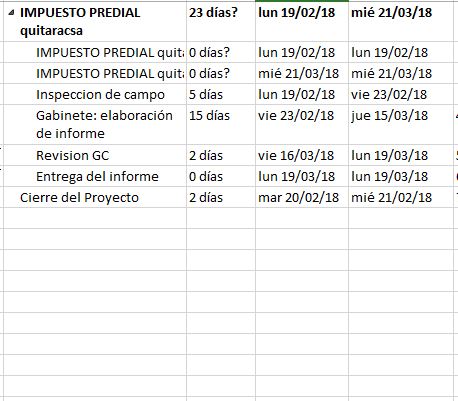 IMPUESTO PREDIAL quitaracsa 23 días? lun 19/02/18 mié 21/03/18
IMPUESTO PREDIAL quita 0 días? lun 19/02/18 lun 19/02/18
IMPUESTO PREDIAL quita 0 días? mié 21/03/18 mié 21/03/18
Inspeccion de campo 5 días lun 19/02/18 vie 23/02/18
Gabinete: elaboración de informe 15 días vie 23/02/18 jue 15/03/18
Revision GC 2 días vie 16/03/18 lun 19/03/18
Entrega del informe 0 días lun 19/03/18 lun 19/03/18
Cierre del Proyecto 2 días mar 20/02/18 mié 21/02/18